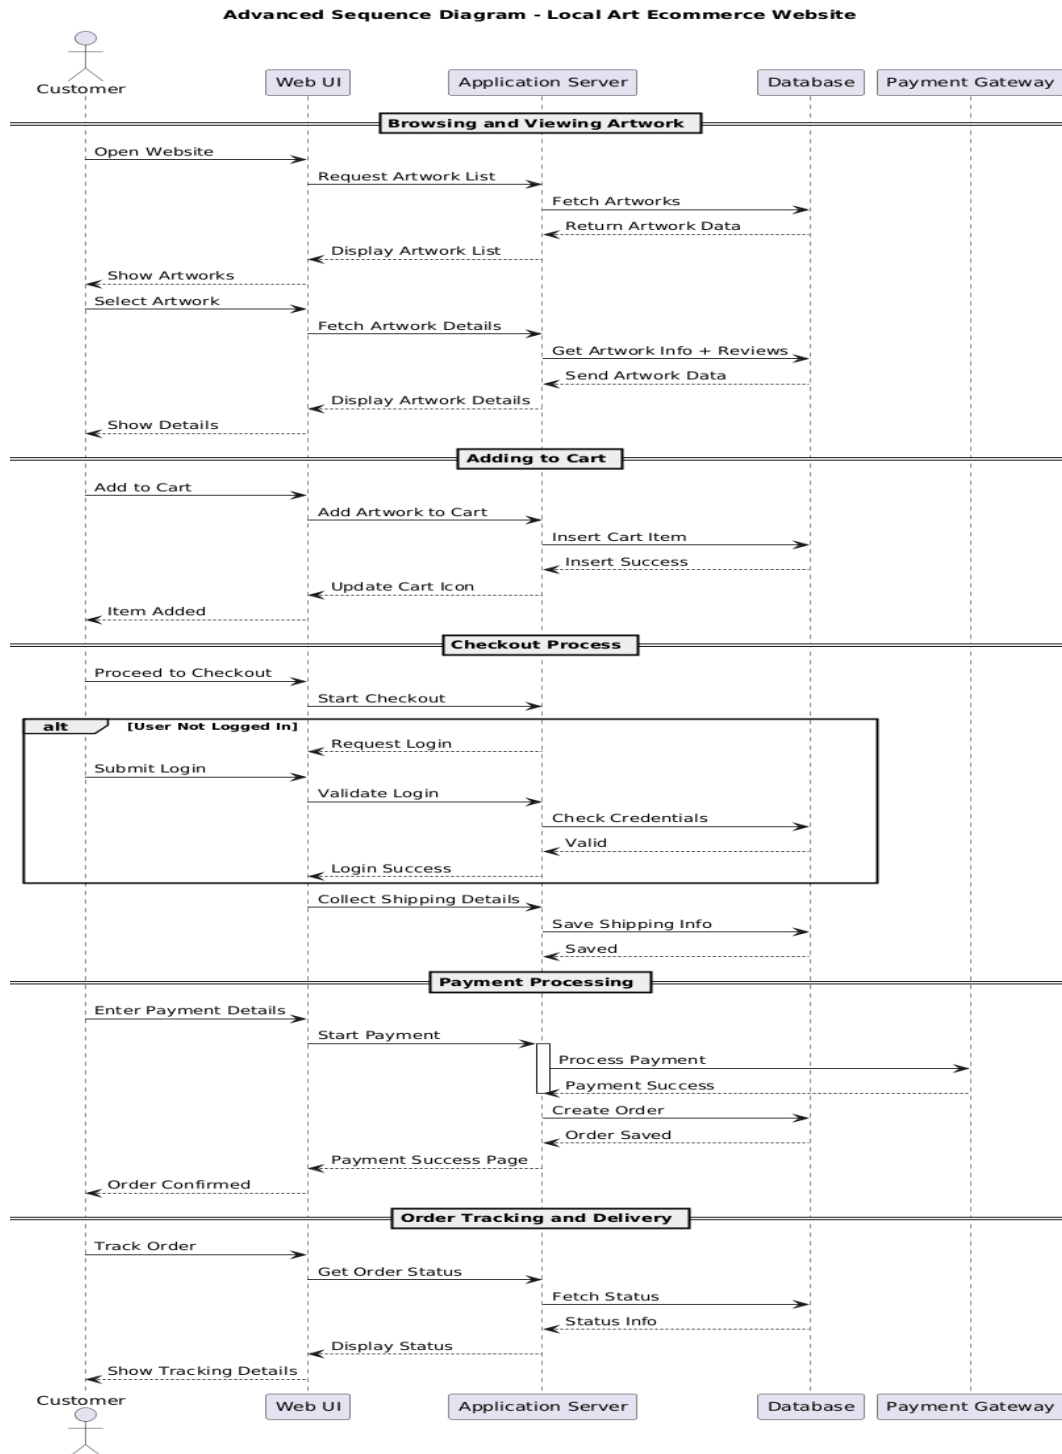 Advanced Sequence Diagram - Local Art Ecommerce Website
Customer
Web UI
Application Server
Database
Payment Gateway
Browsing and Viewing Artwork
Open Website
Request Artwork List
Fetch Artworks
Return Artwork Data
Display Artwork List
Show Artworks
Select Artwork
Fetch Artwork Details
Get Artwork Info + Reviews
Send Artwork Data
Display Artwork Details
Show Details
Adding to Cart
Add to Cart
Add Artwork to Cart
Insert Cart Item
Insert Success
Update Cart Icon
Item Added
Checkout Process
Proceed to Checkout
Start Checkout
alt
[User Not Logged In]
Request Login
Submit Login
Validate Login
Check Credentials
Valid
Login Success
Collect Shipping Details
Save Shipping Info
Saved
Payment Processing
Enter Payment Details
Start Payment
Process Payment
Payment Success
Create Order
Order Saved
Payment Success Page
Order Confirmed
Order Tracking and Delivery
Track Order
Get Order Status
Fetch Status
Status Info
Display Status
Show Tracking Details
Customer
Web UI
Application Server
Database
Payment Gateway